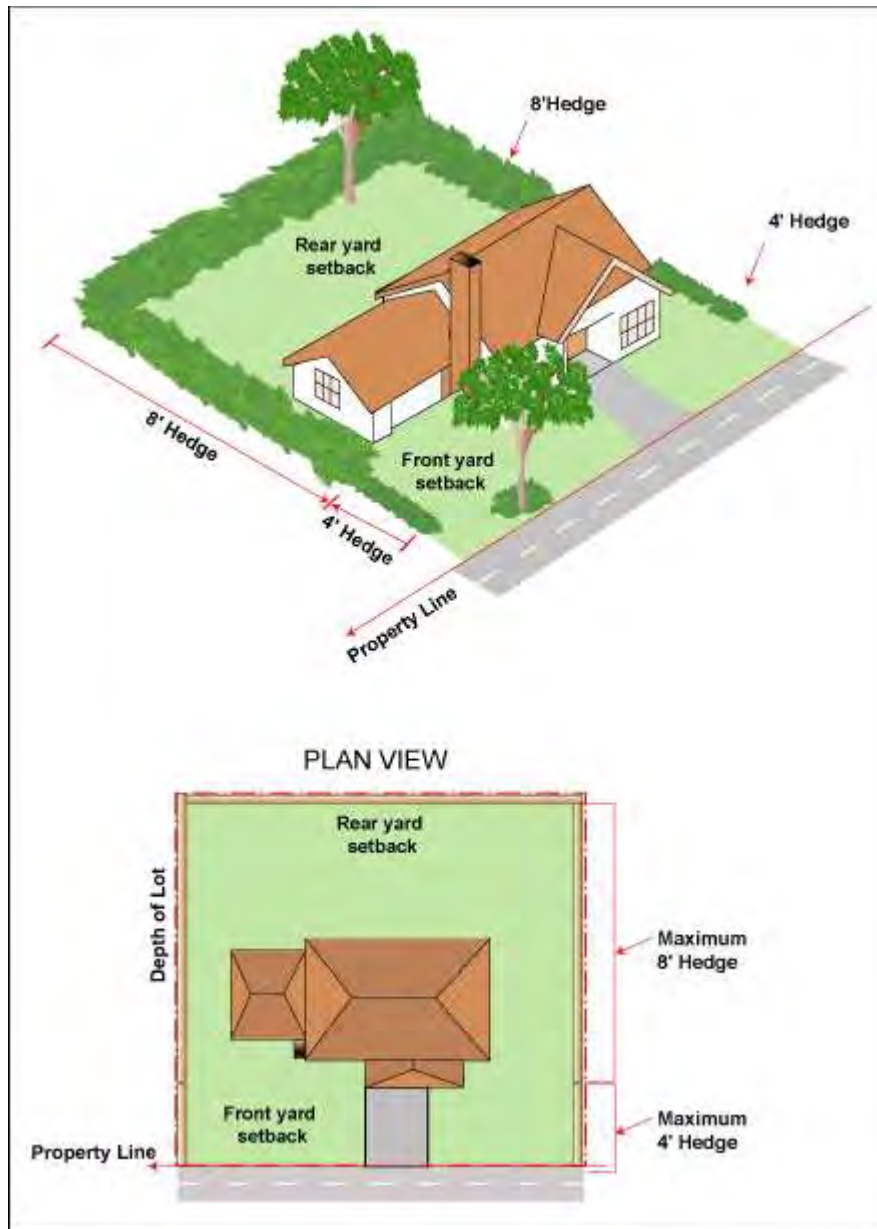 8'Hedge
4' Hedge
Rear yard
setback
8' Hedge
Front yard
setback
4' Hedge
Property Line
PLAN VIEW
Rear yard
setback
Depth of Lot
Maximum
8' Hedge
Front yard
setback
Maximum
4' Hedge
Property Line